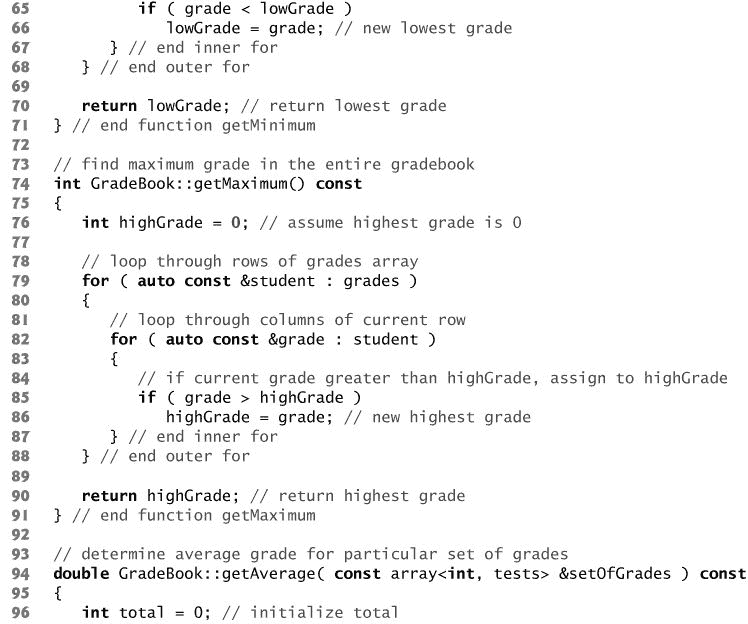 65             if ( grade < lowGrade )
66                lowGrade = grade; // new lowest grade
67          } // end inner for
68       } // end outer for
69
70       return lowGrade; // return lowest grade
71    } // end function getMinimum
72
73    // find maximum grade in the entire gradebook
74    int GradeBook::getMaximum() const
75    {
76       int highGrade = 0; // assume highest grade is 0
77
78       // loop through rows of grades array
79       for ( auto const &student : grades )
80       {
81          // loop through columns of current row
82          for ( auto const &grade : student )
83          {
84             // if current grade greater than highGrade, assign to highGrade
85             if ( grade > highGrade )
86                highGrade = grade; // new highest grade
87          } // end inner for
88       } // end outer for
89
90       return highGrade; // return highest grade
91    } // end function getMaximum
92
93    // determine average grade for particular set of grades
94    double GradeBook::getAverage( const array<int, tests> &setOfGrades ) const
95    {
96       int total = 0; // initialize total